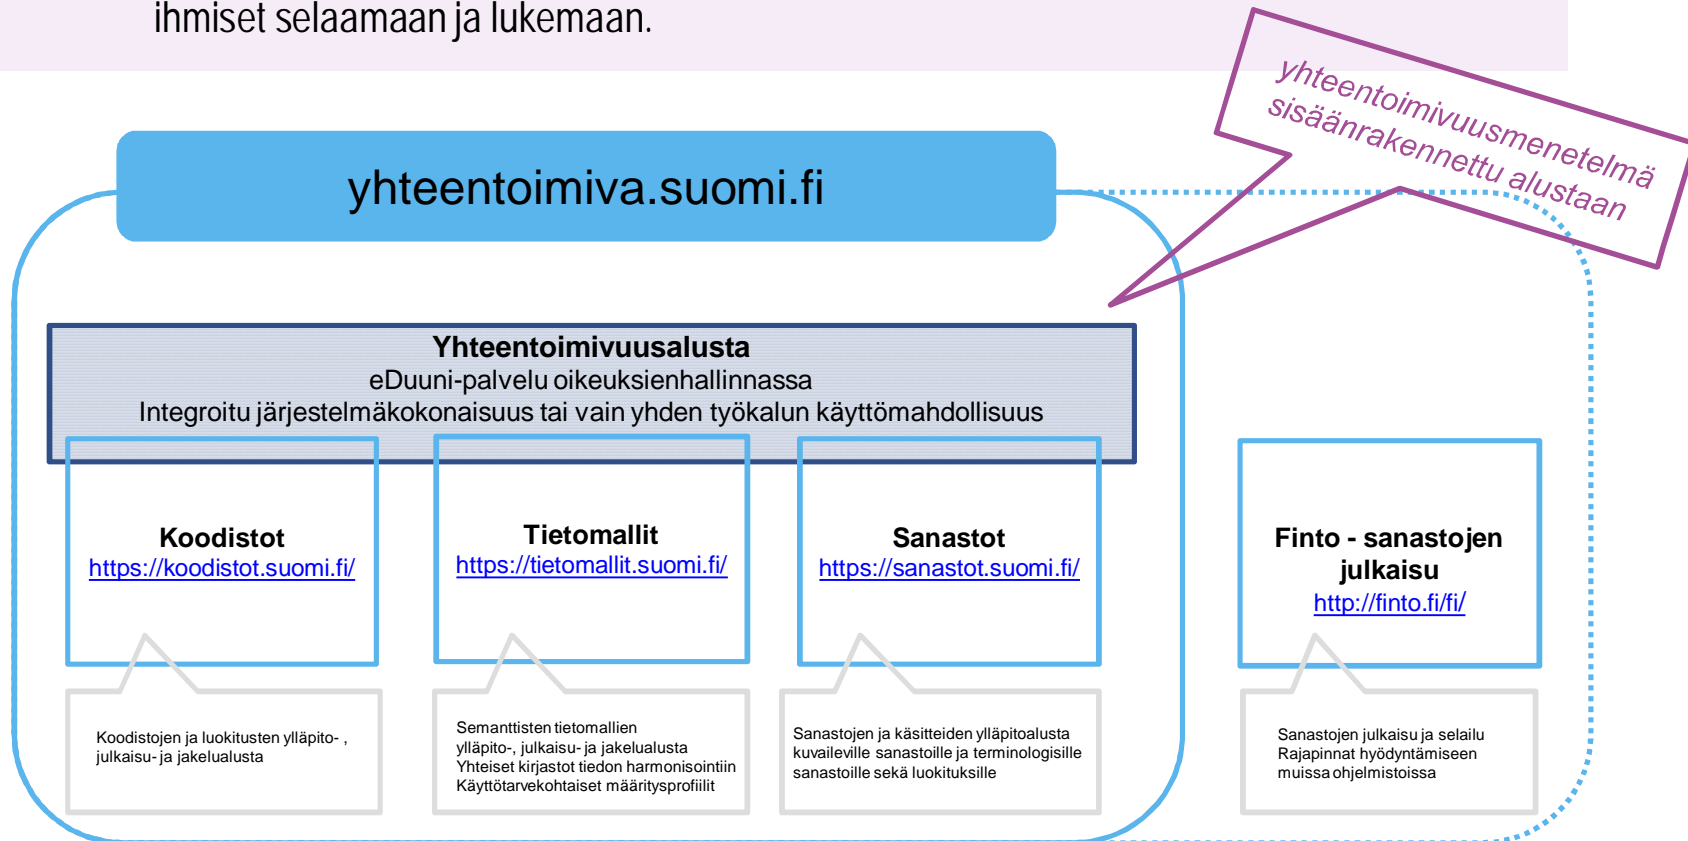 ihmiset selaamaan ja lukemaan.
yhteentoimivuusmenetelmä
sisäänrakennettu alustaan
yhteentoimiva.suomi.fi
Yhteentoimivuusalusta
eDuuni-palvelu oikeuksienhallinnassa
Integroitu järjestelmäkokonaisuus tai vain yhden työkalun käyttömahdollisuus
Koodistot
https://koodistot.suomi.fi/
Tietomallit
https://tietomallit.suomi.fi/
Sanastot
https://sanastot.suomi.fi/
Finto - sanastojen
julkaisu
http://finto.fi/fi/
Koodistojen ja luokitusten ylläpito- ,
julkaisu- ja jakelualusta
Semanttisten tietomallien
ylläpito-, julkaisu- ja jakelualusta
Yhteiset kirjastot tiedon harmonisointiin
Käyttötarvekohtaiset määritysprofiilit
Sanastojen ja käsitteiden ylläpitoalusta
kuvaileville sanastoille ja terminologisille
sanastoille sekä luokituksille
Sanastojen julkaisu ja selailu
Rajapinnat hyödyntämiseen
muissa ohjelmistoissa